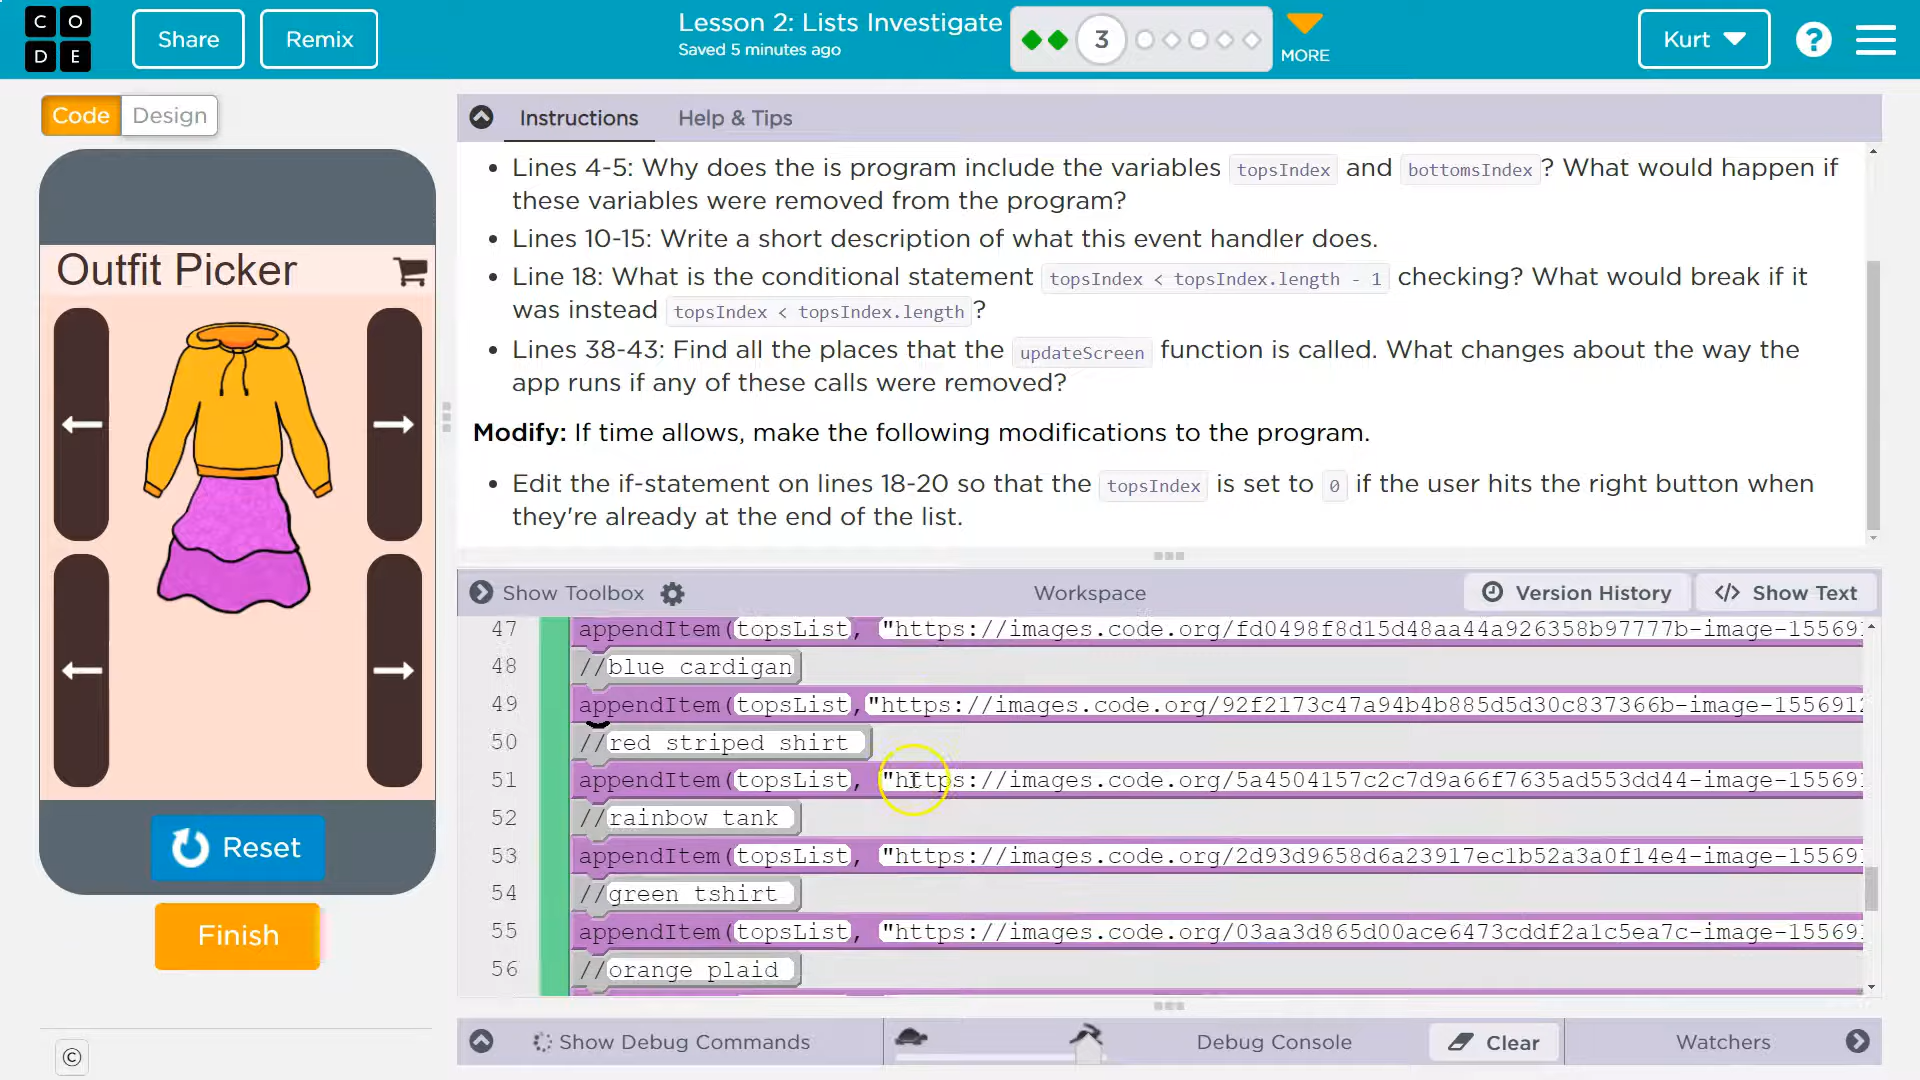 CODE
Share
Remix
Lesson 2: Lists Investigate
Saved 5 minutes ago
3
MORE
Kurt
?
Code
Design
Instructions
Help & Tips
Lines 4-5: Why does the is program include the variables topsIndex and bottomsIndex? What would happen if
these variables were removed from the program?
Lines 10-15: Write a short description of what this event handler does.
Line 18: What is the conditional statement topsIndex < topsIndex.length - 1 checking? What would break if it
was instead topsIndex < topsIndex.length?
Lines 38-43: Find all the places that the updateScreen function is called. What changes about the way the
app runs if any of these calls were removed?
Modify: If time allows, make the following modifications to the program.
Edit the if-statement on lines 18-20 so that the topsIndex is set to 0 if the user hits the right button when
they're already at the end of the list.
Outfit Picker
Reset
Finish
©
Show Toolbox
Workspace
Version History
</> Show Text
47 appendItem(topsList, "https://images.code.org/fd0498f8d15d48aa44a926358b97777b-image-15569
48 //blue cardigan
49 appendItem(topsList,"https://images.code.org/92f2173c47a94b4b885d5d30c837366b-image-155691
50 //red striped shirt
51 appendItem(topsList, "https://images.code.org/5a4504157c2c7d9a66f7635ad553dd44-image-15569
52 //rainbow tank
53 appendItem(topsList, "https://images.code.org/2d93d9658d6a23917ec1b52a3a0f14e4-image-15569
54 //green tshirt
55 appendItem(topsList, "https://images.code.org/03aa3d865d00ace6473cddf2a1c5ea7c-image-15569
56 //orange plaid
Show Debug Commands
Debug Console
Clear
Watchers